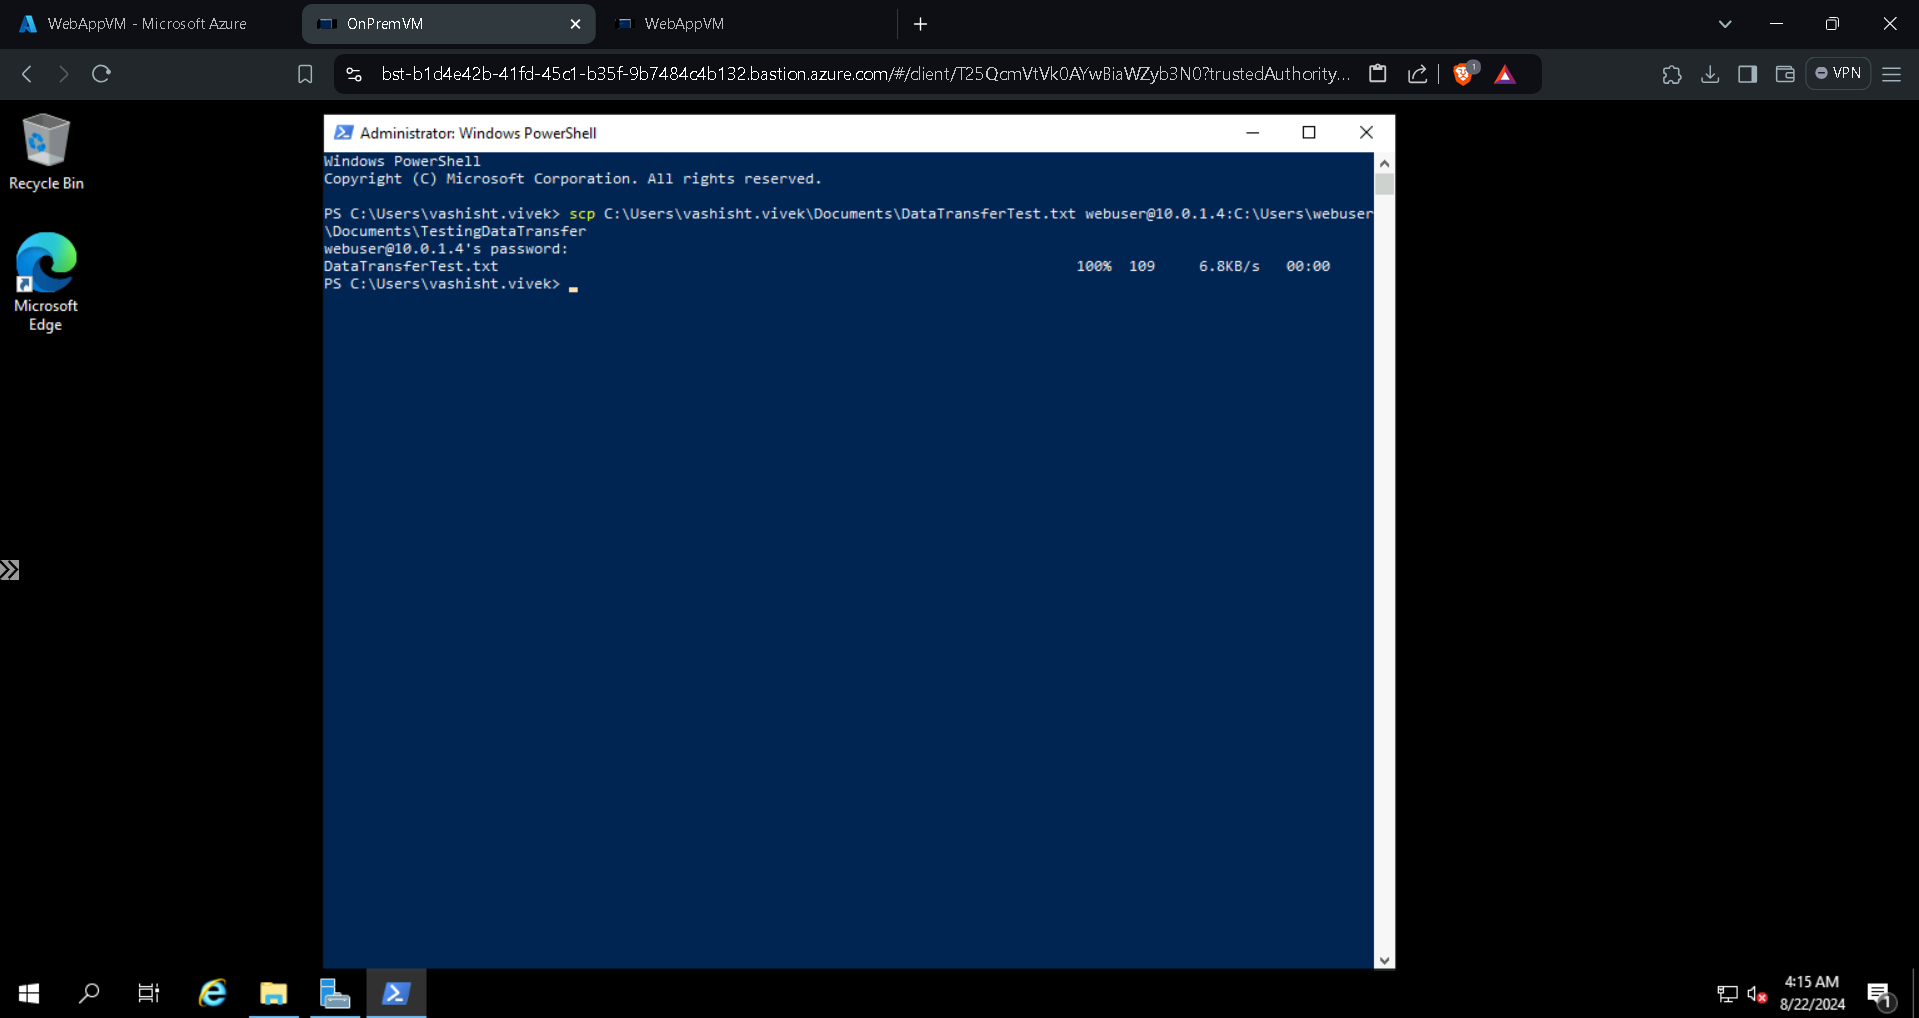 WebAppVM - Microsoft Azure
OnPremVM
WebAppVM
bst-b1d4e42b-41fd-45c1-b35f-9b7484c4b132.bastion.azure.com/#/client/T25QcmVtVk0AYwBiaWZyb3N0?trustedAuthority...
1
VPN
Recycle Bin
Microsoft
Edge
Administrator: Windows PowerShell
Windows PowerShell
Copyright (C) Microsoft Corporation. All rights reserved.
PS C:\Users\vashisht.vivek> scp C:\Users\vashisht.vivek\Documents\DataTransferTest.txt webuser@10.0.1.4:C:\Users\webuser
\Documents\TestingDataTransfer
webuser@10.0.1.4's password:
DataTransferTest.txt 100% 109 6.8KB/s 00:00
PS C:\Users\vashisht.vivek>
4:15 AM
8/22/2024
1